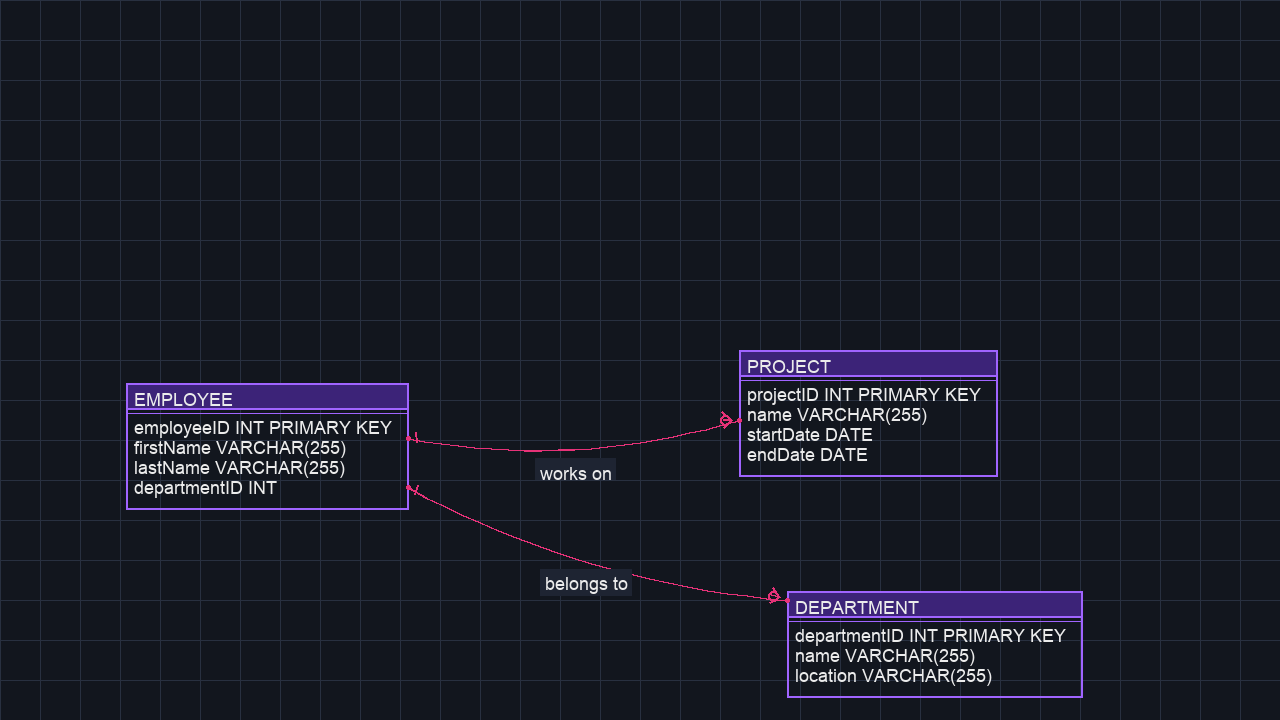 PROJECT
projectID INT PRIMARY KEY
name VARCHAR(255)
startDate DATE
endDate DATE
EMPLOYEE
employeeID INT PRIMARY KEY
firstName VARCHAR(255)
lastName VARCHAR(255)
departmentID INT
works on
belongs to
DEPARTMENT
departmentID INT PRIMARY KEY
name VARCHAR(255)
location VARCHAR(255)